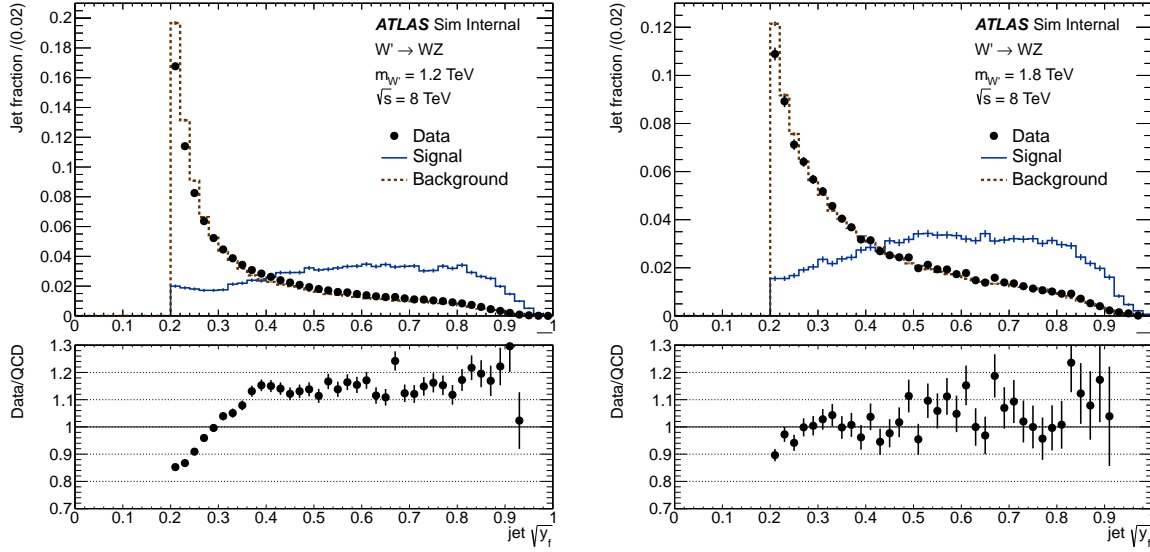 Jet fraction /(0.02)
0.2
0.18
0.16
0.14
0.12
0.1
0.08
0.06
0.04
0.02
0
ATLAS Sim Internal
W' → WZ
m_W' = 1.2 TeV
√s = 8 TeV
Data
Signal
Background
0 0.1 0.2 0.3 0.4 0.5 0.6 0.7 0.8 0.9 1
Data/QCD
1.3
1.2
1.1
1
0.9
0.8
0.7
0 0.1 0.2 0.3 0.4 0.5 0.6 0.7 0.8 0.9 1
jet √y_f
Jet fraction /(0.02)
0.12
0.1
0.08
0.06
0.04
0.02
0
ATLAS Sim Internal
W' → WZ
m_W' = 1.8 TeV
√s = 8 TeV
Data
Signal
Background
0 0.1 0.2 0.3 0.4 0.5 0.6 0.7 0.8 0.9 1
Data/QCD
1.3
1.2
1.1
1
0.9
0.8
0.7
0 0.1 0.2 0.3 0.4 0.5 0.6 0.7 0.8 0.9 1
jet √y_f